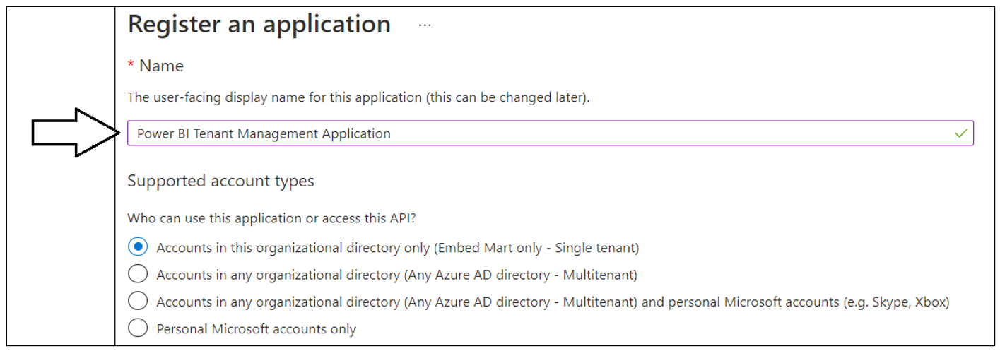 Register an application ...
* Name
The user-facing display name for this application (this can be changed later).
Power BI Tenant Management Application
Supported account types
Who can use this application or access this API?
Accounts in this organizational directory only (Embed Mart only - Single tenant)
Accounts in any organizational directory (Any Azure AD directory - Multitenant)
Accounts in any organizational directory (Any Azure AD directory - Multitenant) and personal Microsoft accounts (e.g. Skype, Xbox)
Personal Microsoft accounts only